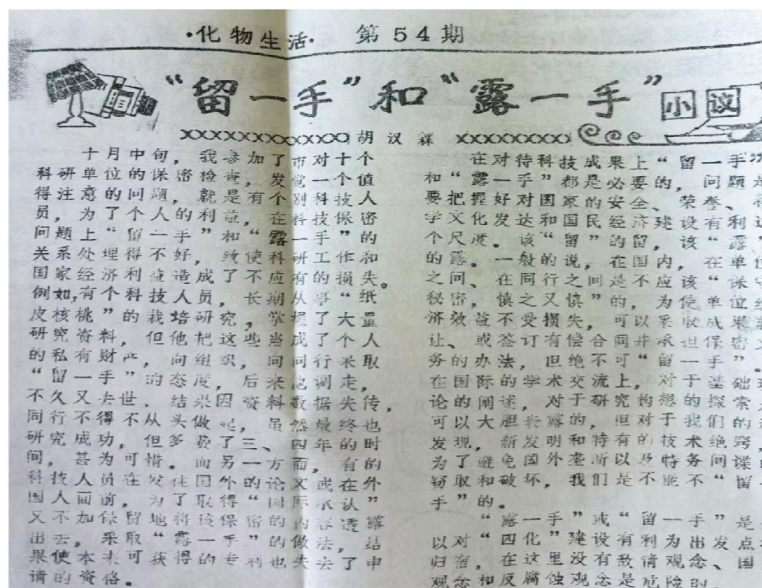 ·化物生活· 第54期
“留一手”和“露一手”小议
胡汉霖
十月中旬，我参加了市对十个
科研单位的保密检查，发觉一个值
得注意的问题，就是有个别科技人
员，为了个人的利益，在科技保密
问题上“留一手”和“露一手”的
关系处理得不好，致使科研工作和
国家经济利益造成了不应有的损失。
例如，有个科技人员，长期从事“纸
皮核桃”的栽培研究，掌握了大量
研究资料，但他把这些当成了个人
的私有财产，向组织，向同行采取
“留一手”的态度，后来他调走，
不久又去世，结果因资料数据失传，
同行不得不从头做起，虽然最终也
研究成功，但多费了三、四年的时
间，甚为可惜。而另一方面，有的
科技人员在发往国外的论文或在外
国人面前，为了取得“国际承认”
又不加保留地将该保密的内容透露
出去，采取“露一手”的做法，结
果使本来可获得的专利也失去了申
请的资格。
在对待科技成果上“留一手”
和“露一手”都是必要的，问题是
要把握好对国家的安全、荣誉、
学文化发达和国民经济建设有利
个尺度。该“留”的留，该“露”
的露。一般的说，在国内，在单位
之间、在同行之间是不应该“保守
秘密，慎之又慎”的，为使单位经
济效益不受损失，可以采取成果
让、或签订有偿合同并承担保密义
务的办法，但绝不可“留一手”。
在国际的学术交流上，对于基础理
论的阐述，对于研究构想的探索
可以大胆表露的，但对于我们的
发现，新发明和特有的技术绝窍，
为了避免国外垄断以及特务间谍的
窃取和破坏，我们是不能不“留一
手”的。
“露一手”或“留一手”是
以对“四化”建设有利为出发点
归宿，在这里没有敌情观念、国
观念和反腐蚀观念是危险的